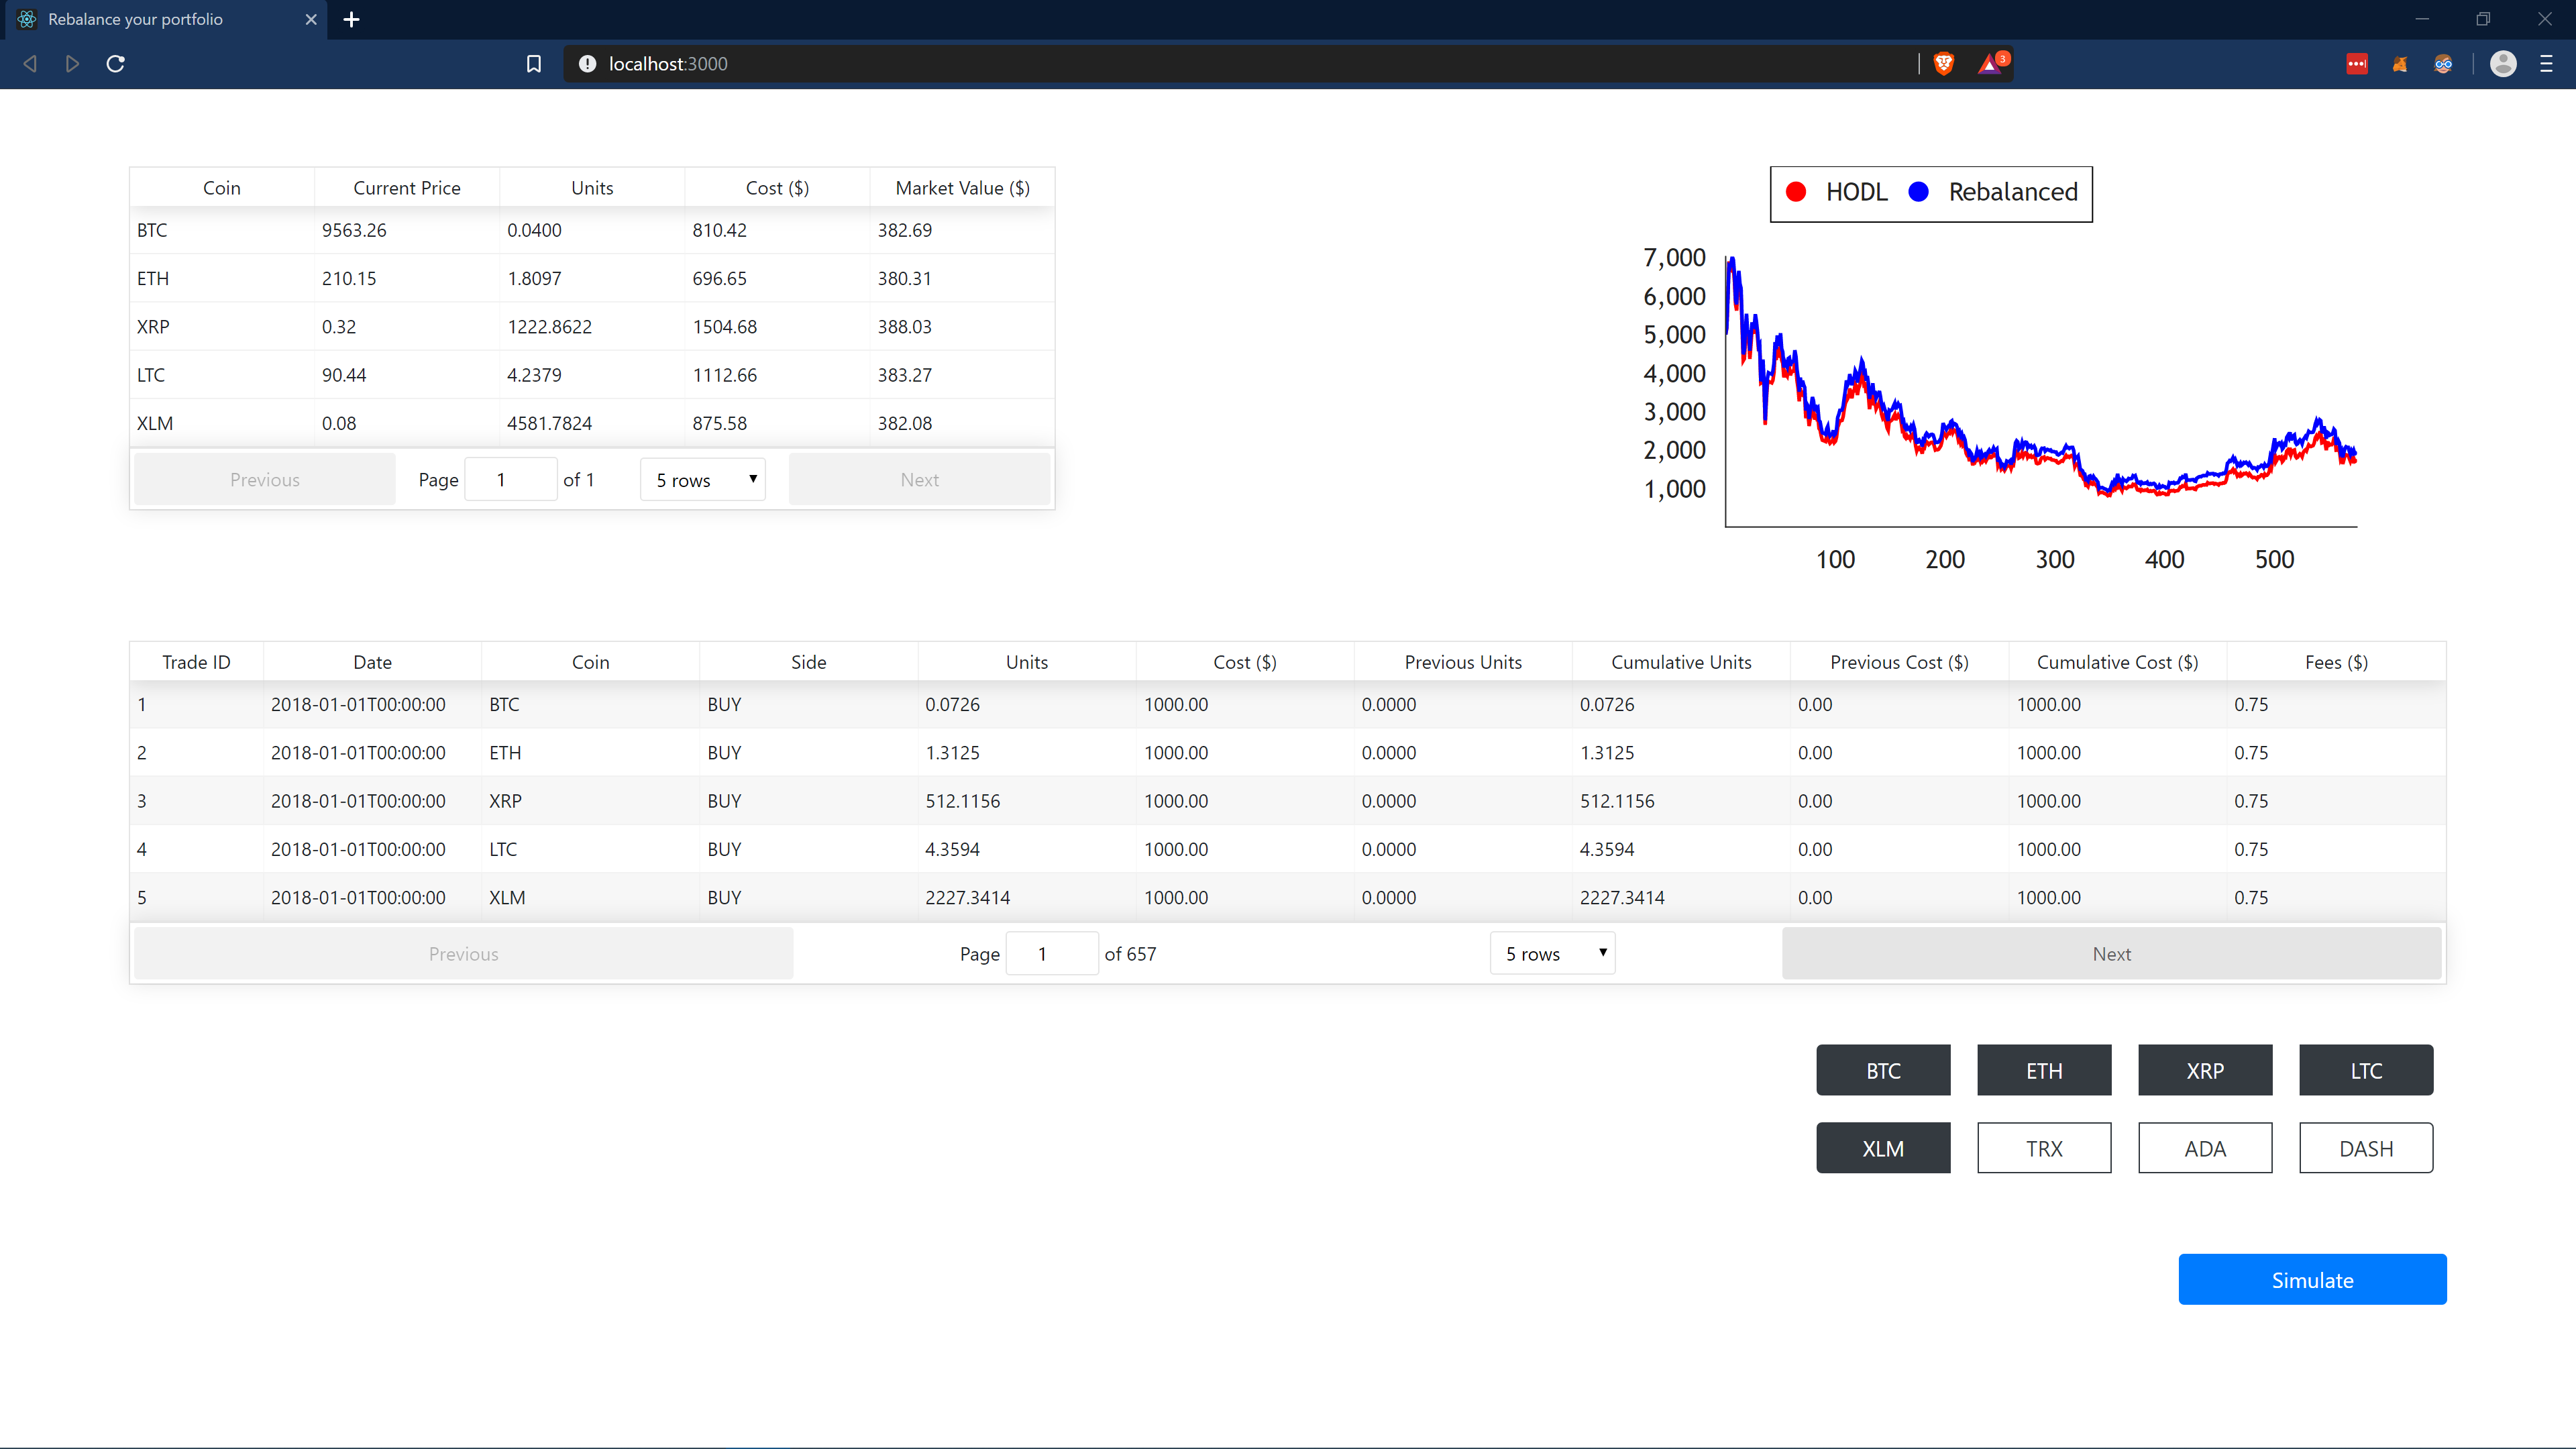 Rebalance your portfolio
localhost:3000
3
Coin Current Price Units Cost ($) Market Value ($)
BTC 9563.26 0.0400 810.42 382.69
ETH 210.15 1.8097 696.65 380.31
XRP 0.32 1222.8622 1504.68 388.03
LTC 90.44 4.2379 1112.66 383.27
XLM 0.08 4581.7824 875.58 382.08
Previous Page 1 of 1 5 rows Next
HODL Rebalanced
7,000
6,000
5,000
4,000
3,000
2,000
1,000
100 200 300 400 500
Trade ID Date Coin Side Units Cost ($) Previous Units Cumulative Units Previous Cost ($) Cumulative Cost ($) Fees ($)
1 2018-01-01T00:00:00 BTC BUY 0.0726 1000.00 0.0000 0.0726 0.00 1000.00 0.75
2 2018-01-01T00:00:00 ETH BUY 1.3125 1000.00 0.0000 1.3125 0.00 1000.00 0.75
3 2018-01-01T00:00:00 XRP BUY 512.1156 1000.00 0.0000 512.1156 0.00 1000.00 0.75
4 2018-01-01T00:00:00 LTC BUY 4.3594 1000.00 0.0000 4.3594 0.00 1000.00 0.75
5 2018-01-01T00:00:00 XLM BUY 2227.3414 1000.00 0.0000 2227.3414 0.00 1000.00 0.75
Previous Page 1 of 657 5 rows Next
BTC ETH XRP LTC
XLM TRX ADA DASH
Simulate